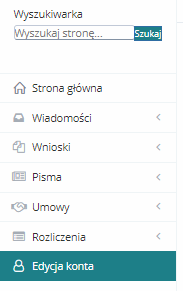 Wyszukiwarka
Wyszukaj stronę... Szukaj
Strona główna
Wiadomości
Wnioski
Pisma
Umowy
Rozliczenia
Edycja konta